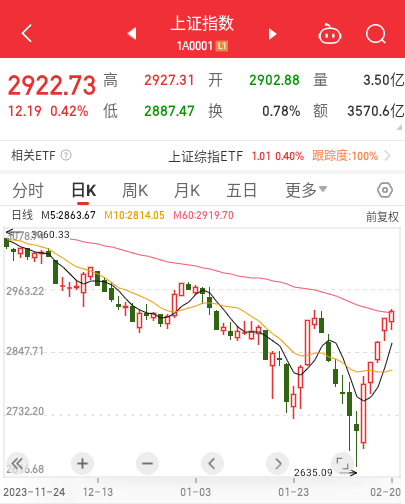 上证指数
1A0001 L1
2922.73 高 2927.31 开 2902.88 量 3.50亿
12.19 0.42% 低 2887.47 换 0.78% 额 3570.6亿
相关ETF ? 上证综指ETF 1.01 0.40% 跟踪度:100%
分时 日K 周K 月K 五日 更多
日线 M5:2863.67 M10:2814.05 M60:2919.70 前复权
3060.33
2963.22
2847.71
2732.20
2635.09
2023-11-24 12-13 01-03 01-23 02-20